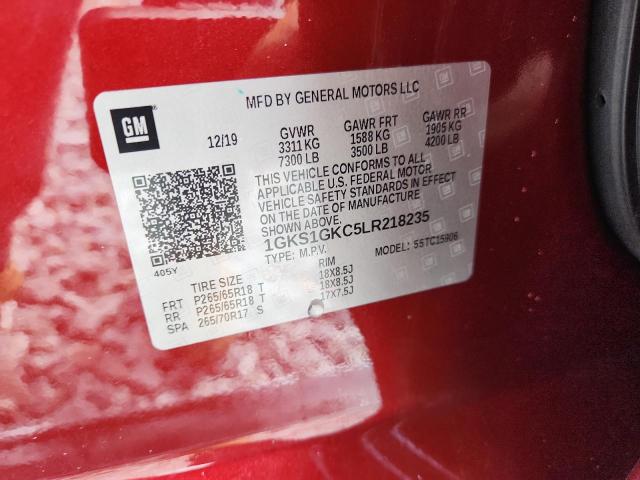 GM
MFD BY GENERAL MOTORS LLC
12/19 GVWR GAWR FRT GAWR RR
3311 KG 1588 KG 1905 KG
7300 LB 3500 LB 4200 LB
THIS VEHICLE CONFORMS TO ALL
APPLICABLE U.S. FEDERAL MOTOR
VEHICLE SAFETY STANDARDS IN EFFECT
ON THE DATE OF MANUFACTURE
SHOWN ABOVE.
1GKS1GKC5LR218235
TYPE: M.P.V. MODEL: 5STC15906
405Y
TIRE SIZE RIM
FRT P265/65R18 T 18X8.5J
RR P265/65R18 T 18X8.5J
SPA 265/70R17 S 17X7.5J